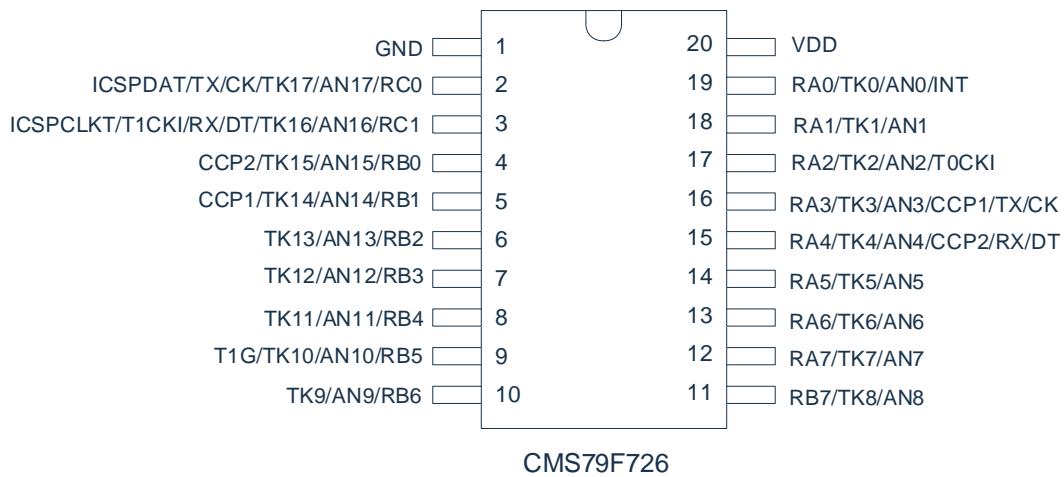 GND 1 20 VDD
ICSPDAT/TX/CK/TK17/AN17/RC0 2 19 RA0/TK0/AN0/INT
ICSPCLKT/T1CKI/RX/DT/TK16/AN16/RC1 3 18 RA1/TK1/AN1
CCP2/TK15/AN15/RB0 4 17 RA2/TK2/AN2/T0CKI
CCP1/TK14/AN14/RB1 5 16 RA3/TK3/AN3/CCP1/TX/CK
TK13/AN13/RB2 6 15 RA4/TK4/AN4/CCP2/RX/DT
TK12/AN12/RB3 7 14 RA5/TK5/AN5
TK11/AN11/RB4 8 13 RA6/TK6/AN6
T1G/TK10/AN10/RB5 9 12 RA7/TK7/AN7
TK9/AN9/RB6 10 11 RB7/TK8/AN8
CMS79F726